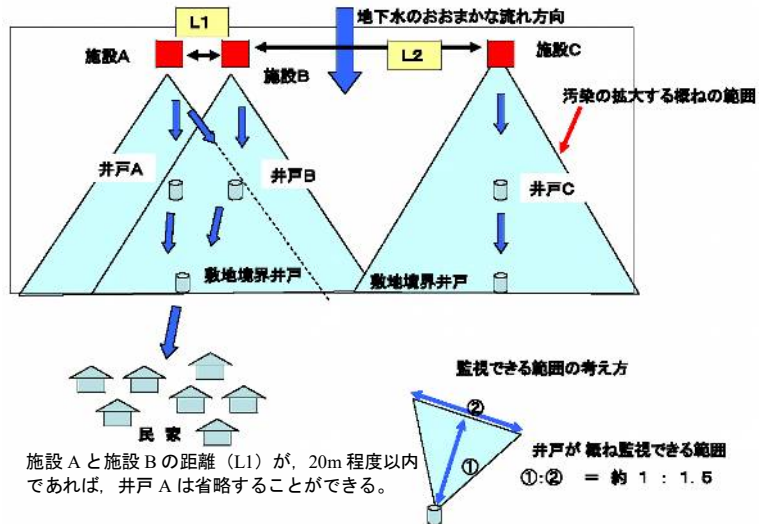 L1
地下水のおおまかな流れ方向
施設A
施設B
L2
施設C
汚染の拡大する概ねの範囲
井戸A
井戸B
井戸C
敷地境界井戸
敷地境界井戸
民 家
監視できる範囲の考え方
②
①
井戸が 概ね監視できる範囲
①:② = 約 1 : 1.5
施設 A と施設 B の距離(L1)が,20m 程度以内
であれば,井戸 A は省略することができる。